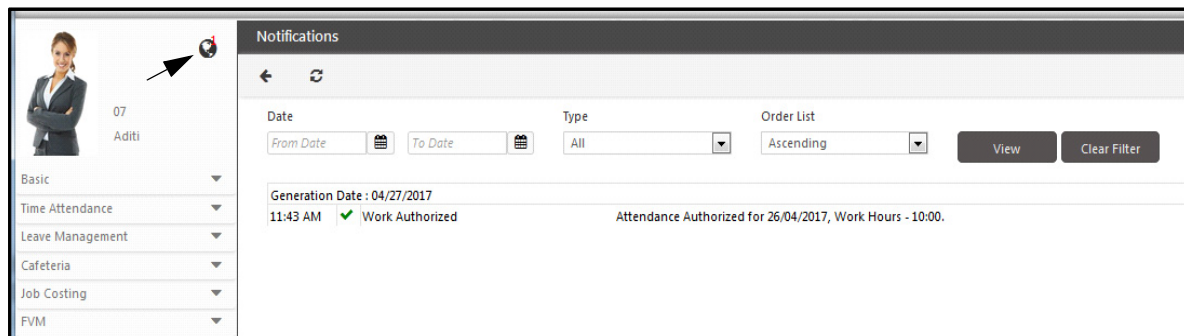 1
Notifications
07
Aditi
Date
Type
Order List
From Date
To Date
All
Ascending
View
Clear Filter
Basic
Time Attendance
Leave Management
Cafeteria
Job Costing
FVM
Generation Date : 04/27/2017
11:43 AM Work Authorized Attendance Authorized for 26/04/2017, Work Hours - 10:00.